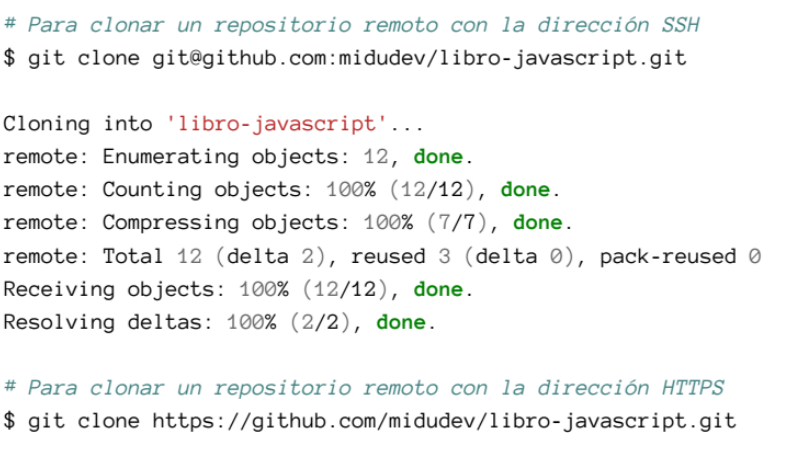 # Para clonar un repositorio remoto con la dirección SSH
$ git clone git@github.com:midudev/libro-javascript.git
Cloning into 'libro-javascript'...
remote: Enumerating objects: 12, done.
remote: Counting objects: 100% (12/12), done.
remote: Compressing objects: 100% (7/7), done.
remote: Total 12 (delta 2), reused 3 (delta 0), pack-reused 0
Receiving objects: 100% (12/12), done.
Resolving deltas: 100% (2/2), done.
# Para clonar un repositorio remoto con la dirección HTTPS
$ git clone https://github.com/midudev/libro-javascript.git